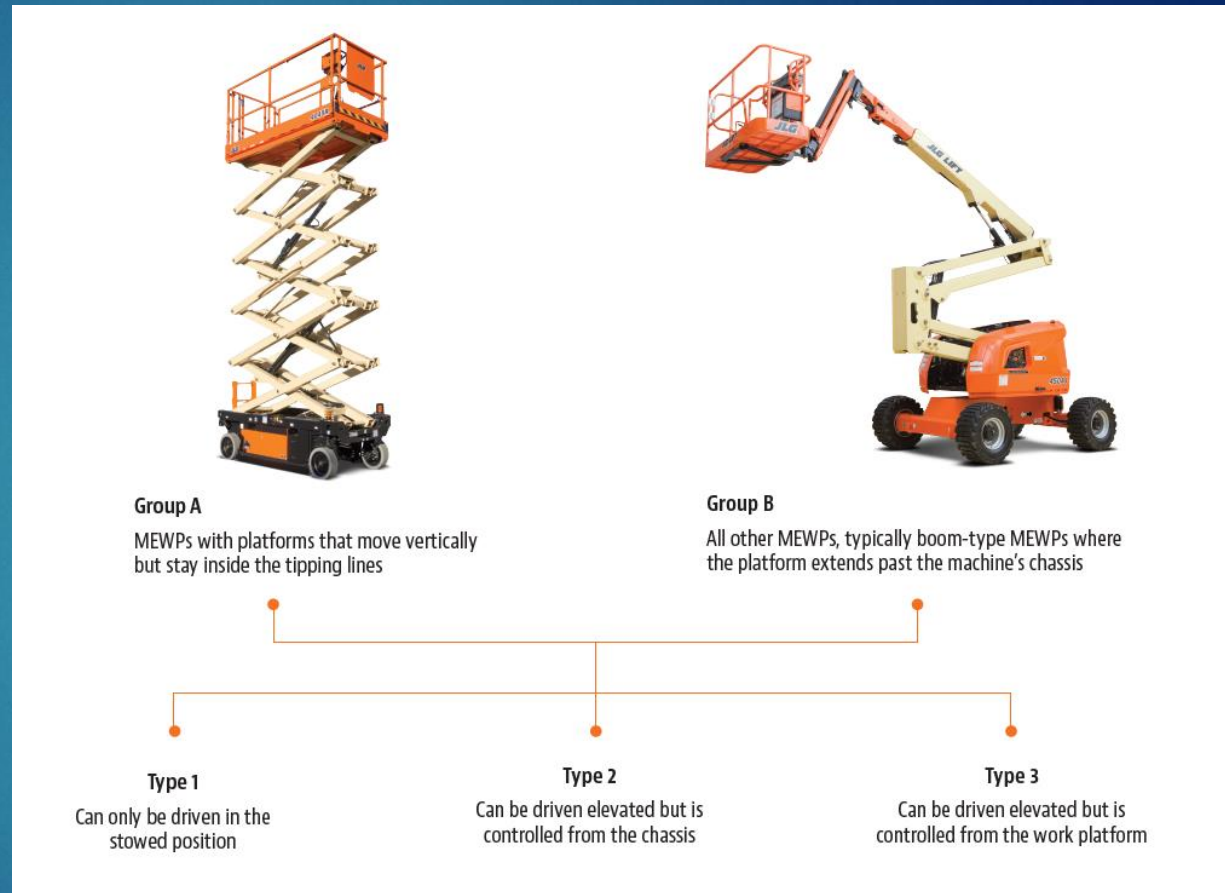 JLG
JLG LIFT
Group A
MEWPs with platforms that move vertically
but stay inside the tipping lines
Group B
All other MEWPs, typically boom-type MEWPs where
the platform extends past the machine’s chassis
Type 1
Can only be driven in the
stowed position
Type 2
Can be driven elevated but is
controlled from the chassis
Type 3
Can be driven elevated but is
controlled from the work platform